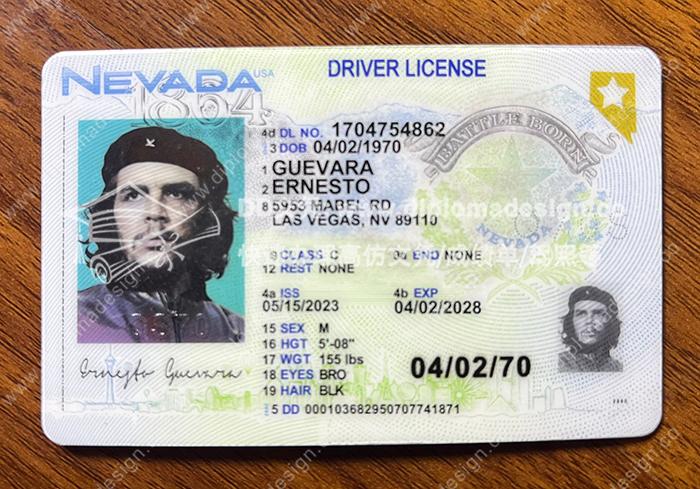 NEVADA USA
DRIVER LICENSE
1864
4d DL NO. 1704754862
3 DOB 04/02/1970
1 GUEVARA
2 ERNESTO
8 5953 MABEL RD
LAS VEGAS, NV 89110
BATTLE BORN
NEVADA
9 CLASS C
9a END NONE
12 REST NONE
4a ISS
05/15/2023
4b EXP
04/02/2028
15 SEX M
16 HGT 5'-08"
17 WGT 155 lbs
18 EYES BRO
19 HAIR BLK
04/02/70
5 DD 000103682950707741871
Ernesto Guevara